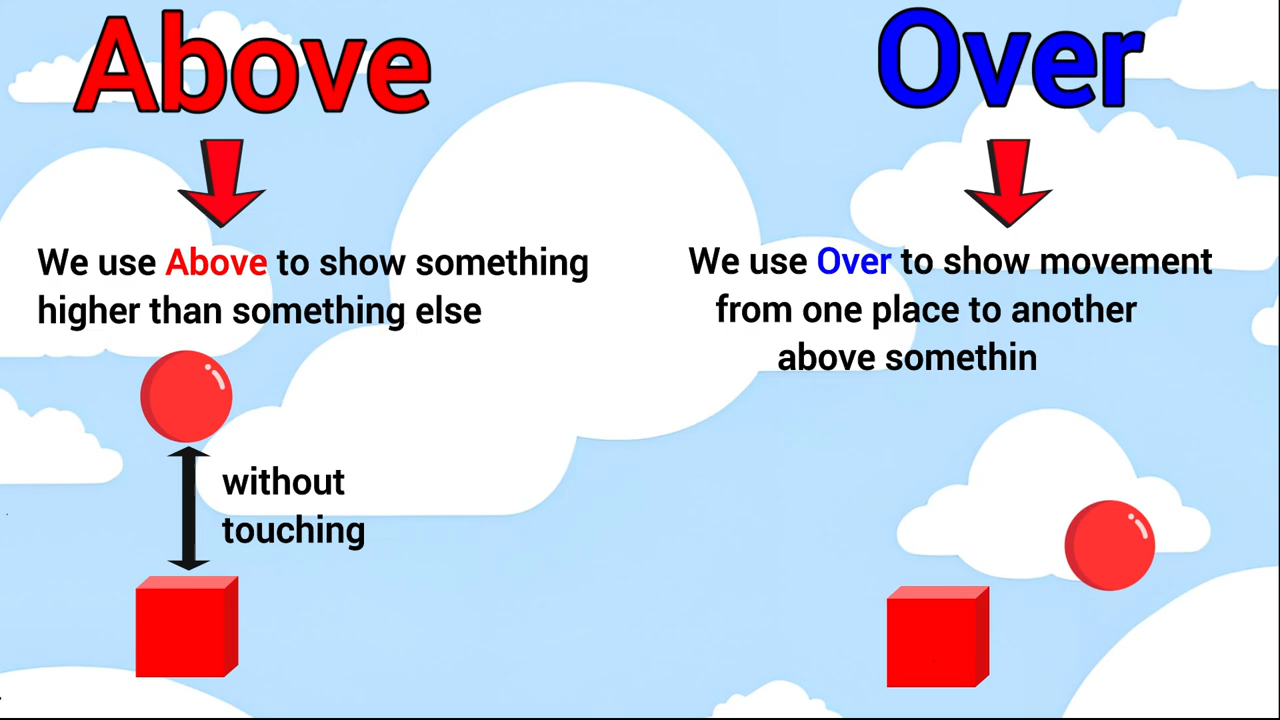 Above
We use Above to show something
higher than something else
without
touching
Over
We use Over to show movement
from one place to another
above somethin